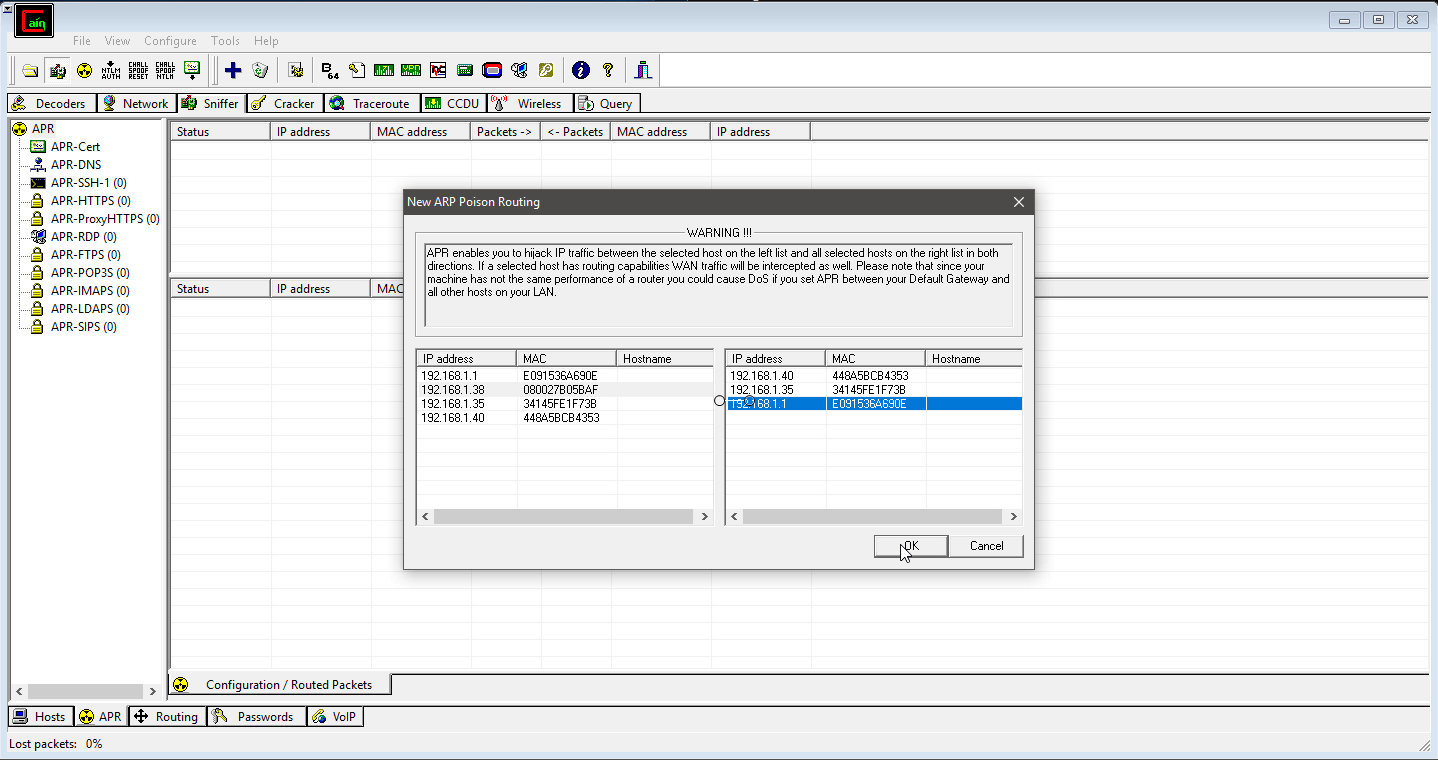 Cain
File View Configure Tools Help
NTLM AUTH CHALL RESET CHALL SPOOF NTLM B64
Decoders Network Sniffer Cracker Traceroute CCDU Wireless Query
APR
APR-Cert
APR-DNS
APR-SSH-1 (0)
APR-HTTPS (0)
APR-ProxyHTTPS (0)
APR-RDP (0)
APR-FTPS (0)
APR-POP3S (0)
APR-IMAPS (0)
APR-LDAPS (0)
APR-SIPS (0)
Status IP address MAC address Packets -> <- Packets MAC address IP address
Status IP address MAC
New ARP Poison Routing
WARNING !!!
APR enables you to hijack IP traffic between the selected host on the left list and all selected hosts on the right list in both
directions. If a selected host has routing capabilities WAN traffic will be intercepted as well. Please note that since your
machine has not the same performance of a router you could cause DoS if you set APR between your Default Gateway and
all other hosts on your LAN.
IP address MAC Hostname
192.168.1.1 E091536A690E
192.168.1.38 080027B05BAF
192.168.1.35 34145FE1F73B
192.168.1.40 448A5BCB4353
IP address MAC Hostname
192.168.1.40 448A5BCB4353
192.168.1.35 34145FE1F73B
192.168.1.1 E091536A690E
OK Cancel
Configuration / Routed Packets
Hosts APR Routing Passwords VoIP
Lost packets: 0%